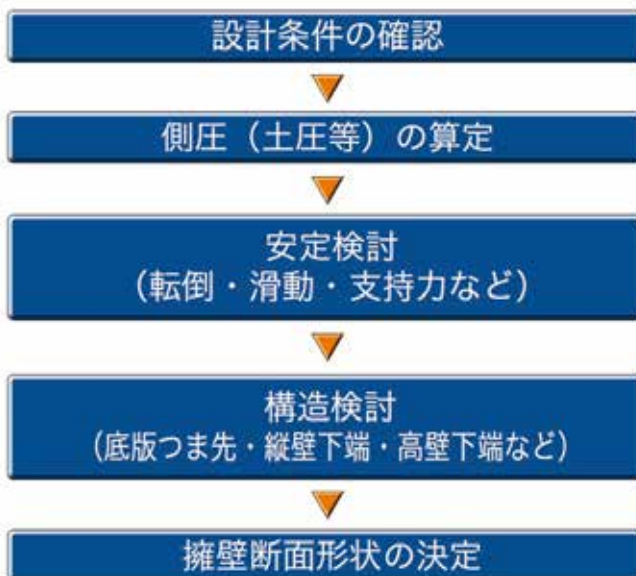 設計条件の確認
側圧（土圧等）の算定
安定検討
（転倒・滑動・支持力など）
構造検討
（底版つま先・縦壁下端・高壁下端など）
擁壁断面形状の決定